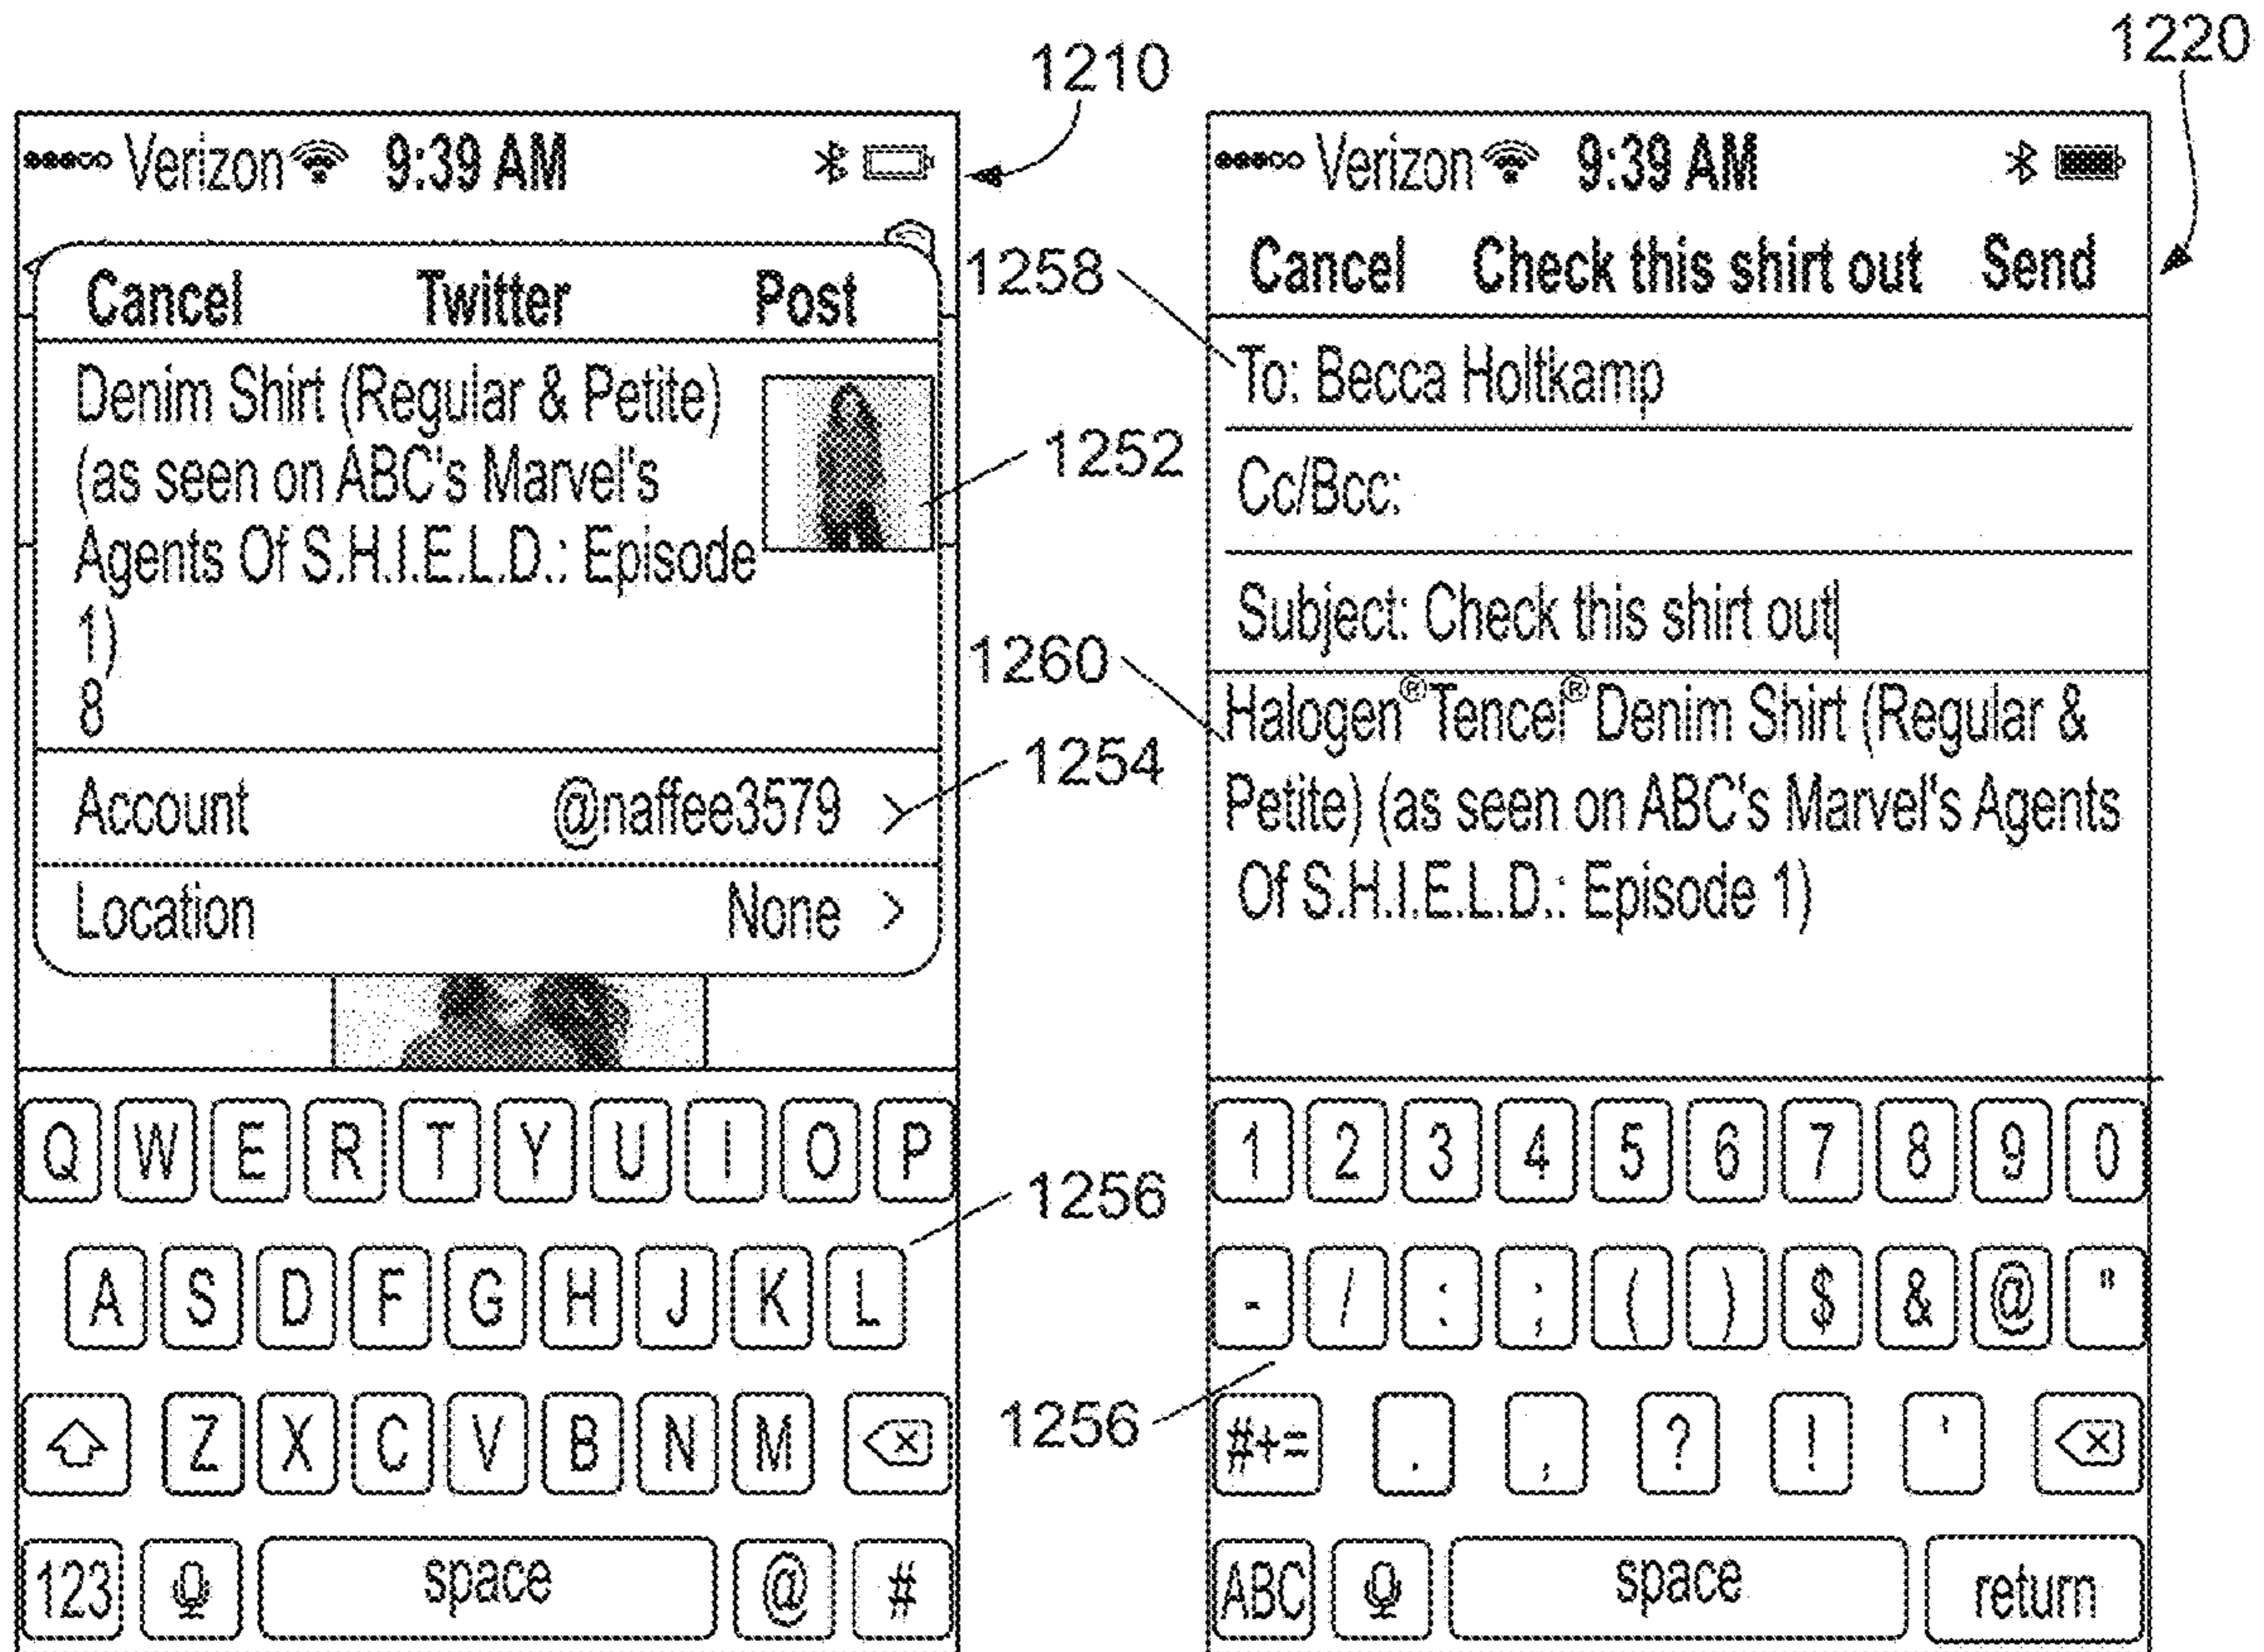 1210
1220
Verizon 9:39 AM
Cancel Twitter Post
Denim Shirt (Regular & Petite)
(as seen on ABC's Marvel's
Agents Of S.H.I.E.L.D.: Episode
1)
8
Account @naffee3579 >
Location None >
Q W E R T Y U I O P
A S D F G H J K L
Z X C V B N M
123 space @ #
1252
1254
1256
1258
1260
1256
Verizon 9:39 AM
Cancel Check this shirt out Send
To: Becca Holtkamp
Cc/Bcc:
Subject: Check this shirt out
Halogen® Tencel® Denim Shirt (Regular &
Petite) (as seen on ABC's Marvel's Agents
Of S.H.I.E.L.D.: Episode 1)
1 2 3 4 5 6 7 8 9 0
- / : ; ( ) $ & @ "
#+= . , ? ! '
ABC space return